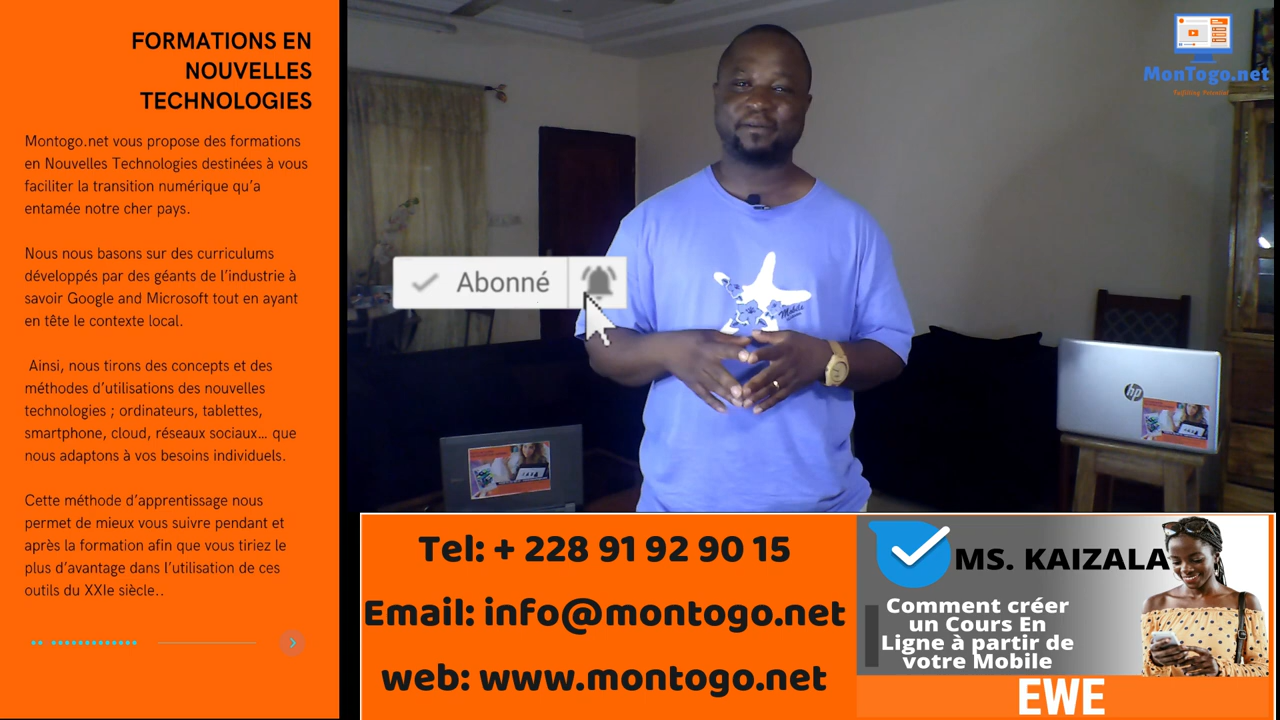 FORMATIONS EN
NOUVELLES
TECHNOLOGIES
Montogo.net vous propose des formations
en Nouvelles Technologies destinées à vous
faciliter la transition numérique qu'a
entamée notre cher pays.
Nous nous basons sur des curriculums
développés par des géants de l'industrie à
savoir Google and Microsoft tout en ayant
en tête le contexte local.
Ainsi, nous tirons des concepts et des
méthodes d'utilisations des nouvelles
technologies ; ordinateurs, tablettes,
smartphone, cloud, réseaux sociaux... que
nous adaptons à vos besoins individuels.
Cette méthode d'apprentissage nous
permet de mieux vous suivre pendant et
après la formation afin que vous tiriez le
plus d'avantage dans l'utilisation de ces
outils du XXIe siècle..
MonTogo.net
Fulfilling Potential
Abonné
Mobile
hp
Tel: + 228 91 92 90 15
Email: info@montogo.net
web: www.montogo.net
MS. KAIZALA
Comment créer
un Cours En
Ligne à partir de
votre Mobile
EWE